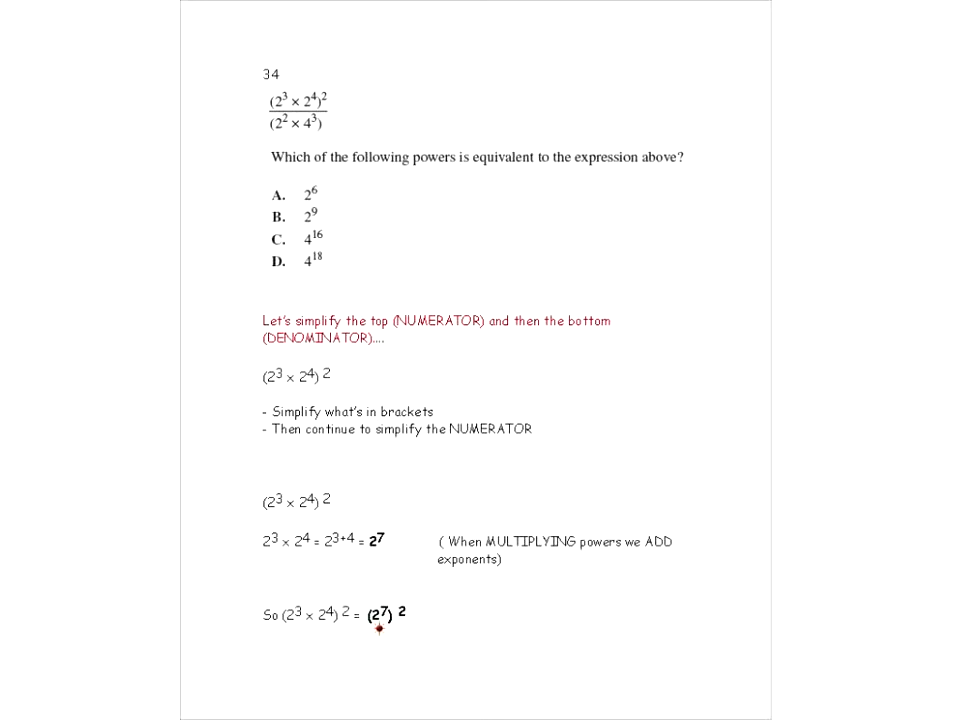 34
(2³ × 2⁴)²
(2² × 4³)
Which of the following powers is equivalent to the expression above?
A. 2⁶
B. 2⁹
C. 4¹⁶
D. 4¹⁸
Let's simplify the top (NUMERATOR) and then the bottom
(DENOMINATOR)....
(2³ × 2⁴) ²
- Simplify what's in brackets
- Then continue to simplify the NUMERATOR
(2³ × 2⁴) ²
2³ × 2⁴ = 2³⁺⁴ = 2⁷ ( When MULTIPLYING powers we ADD
exponents)
So (2³ × 2⁴) ² = (2⁷) ²